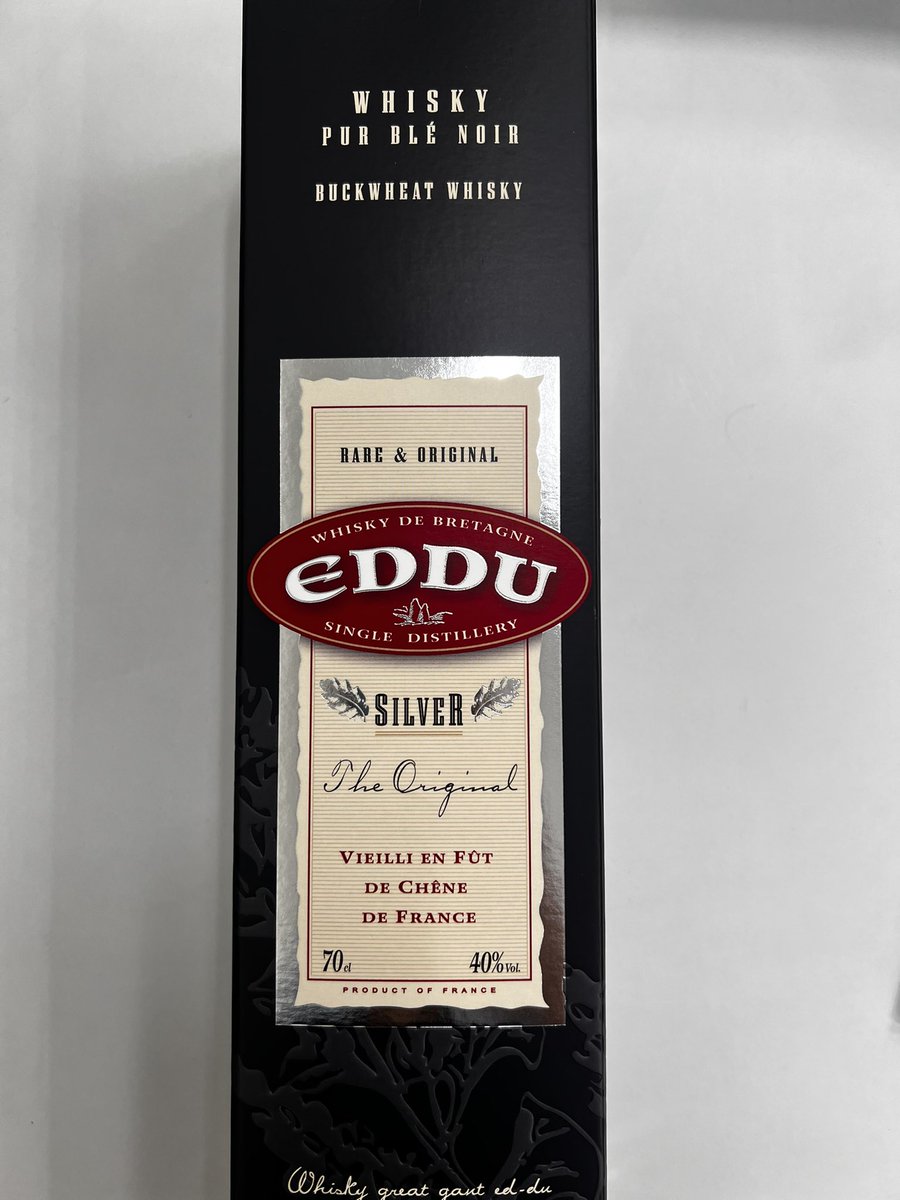 WHISKY
PUR BLÉ NOIR
BUCKWHEAT WHISKY
RARE & ORIGINAL
WHISKY DE BRETAGNE
EDDU
SINGLE DISTILLERY
SILVER
The Original
VIEILLI EN FÛT
DE CHÊNE
DE FRANCE
70cl 40%Vol.
PRODUCT OF FRANCE
Whisky great gant ed-du